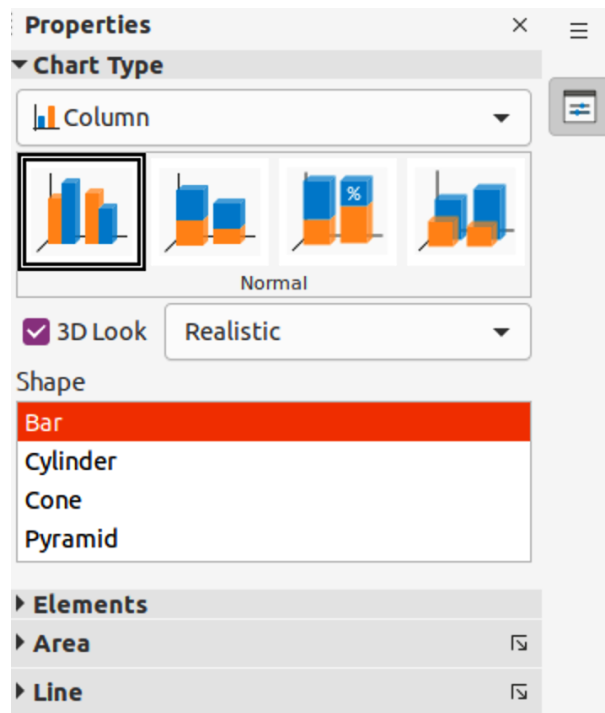 Properties
Chart Type
Column
%
Normal
3D Look Realistic
Shape
Bar
Cylinder
Cone
Pyramid
Elements
Area
Line